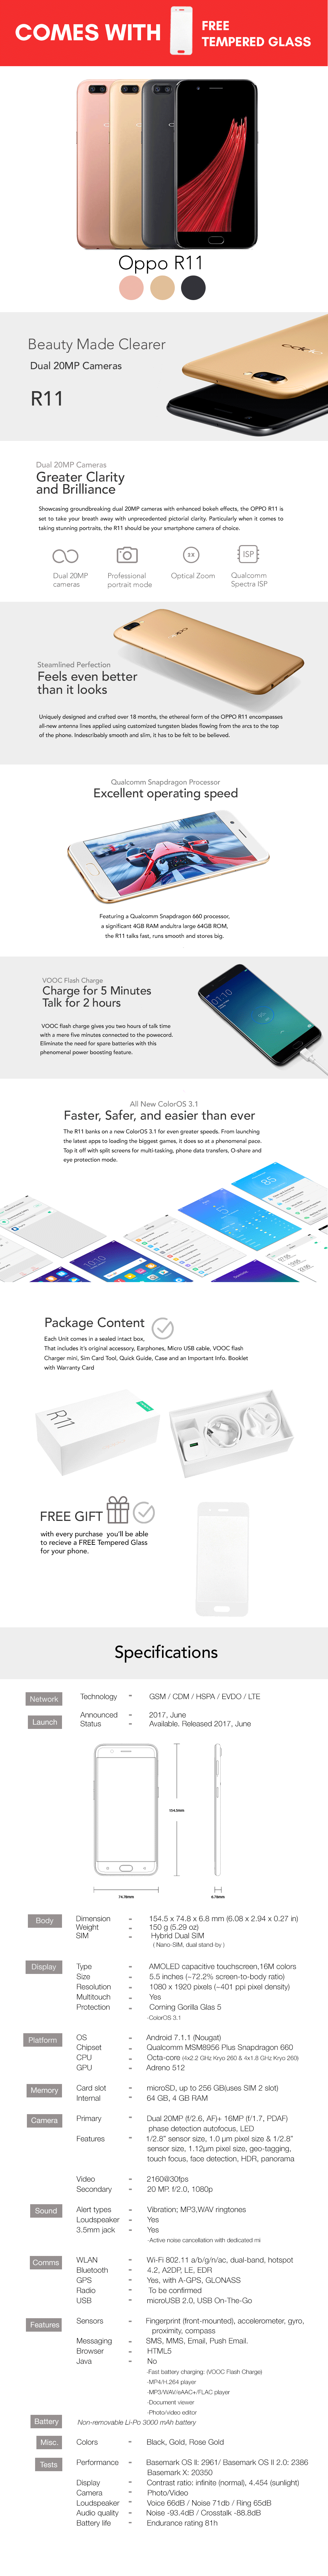 COMES WITH
FREE
TEMPERED GLASS
Oppo R11
Beauty Made Clearer
Dual 20MP Cameras
R11
oppo
Dual 20MP Cameras
Greater Clarity
and Brilliance
Showcasing groundbreaking dual 20MP cameras with enhanced bokeh effects, the OPPO R11 is
set to take your breath away with unprecedented pictorial clarity. Particularly when it comes to
taking stunning portraits, the R11 should be your smartphone camera of choice.
3X
ISP
Dual 20MP
cameras
Professional
portrait mode
Optical Zoom
Qualcomm
Spectra ISP
oppo
Steamlined Perfection
Feels even better
than it looks
Uniquely designed and crafted over 18 months, the ethereal form of the OPPO R11 encompasses
all-new antenna lines applied using customized tungsten blades flowing from the arcs to the top
of the phone. Indescribably smooth and slim, it has to be felt to be believed.
Qualcomm Snapdragon Processor
Excellent operating speed
Featuring a Qualcomm Snapdragon 660 processor,
a significant 4GB RAM andultra large 64GB ROM,
the R11 talks fast, runs smooth and stores big.
VOOC Flash Charge
Charge for 5 Minutes
Talk for 2 hours
VOOC flash charge gives you two hours of talk time
with a mere five minutes connected to the powecord.
Eliminate the need for spare batteries with this
phenomenal power boosting feature.
01:10
All New ColorOS 3.1
Faster, Safer, and easier than ever
The R11 banks on a new ColorOS 3.1 for even greater speeds. From launching
the latest apps to loading the biggest games, it does so at a phenomenal pace.
Top it off with split screens for multi-tasking, phone data transfers, O-share and
eye protection mode.
85
Package Content
Each Unit comes in a sealed intact box,
That includes it's original accessory, Earphones, Micro USB cable, VOOC flash
Charger mini, Sim Card Tool, Quick Guide, Case and an Important Info. Booklet
with Warranty Card
R11
FREE GIFT
with every purchase you'll be able
to recieve a FREE Tempered Glass
for your phone.
Specifications
Network
Technology - GSM / CDM / HSPA / EVDO / LTE
Launch
Announced - 2017, June
Status - Available. Released 2017, June
154.5mm
74.78mm
6.78mm
Body
Dimension - 154.5 x 74.8 x 6.8 mm (6.08 x 2.94 x 0.27 in)
Weight - 150 g (5.29 oz)
SIM - Hybrid Dual SIM
( Nano-SIM, dual stand-by )
Display
Type - AMOLED capacitive touchscreen,16M colors
Size - 5.5 inches (~72.2% screen-to-body ratio)
Resolution - 1080 x 1920 pixels (~401 ppi pixel density)
Multitouch - Yes
Protection - Corning Gorilla Glas 5
-ColorOS 3.1
Platform
OS - Android 7.1.1 (Nougat)
Chipset - Qualcomm MSM8956 Plus Snapdragon 660
CPU - Octa-core (4x2.2 GHz Kryo 260 & 4x1.8 GHz Kryo 260)
GPU - Adreno 512
Memory
Card slot - microSD, up to 256 GB(uses SIM 2 slot)
Internal - 64 GB, 4 GB RAM
Camera
Primary - Dual 20MP (f/2.6, AF)+ 16MP (f/1.7, PDAF)
phase detection autofocus, LED
Features - 1/2.8" sensor size, 1.0 µm pixel size & 1/2.8"
sensor size, 1.12µm pixel size, geo-tagging,
touch focus, face detection, HDR, panorama
Video - 2160@30fps
Secondary - 20 MP. f/2.0, 1080p
Sound
Alert types - Vibration; MP3,WAV ringtones
Loudspeaker - Yes
3.5mm jack - Yes
-Active noise cancellation with dedicated mi
Comms
WLAN - Wi-Fi 802.11 a/b/g/n/ac, dual-band, hotspot
Bluetooth - 4.2, A2DP, LE, EDR
GPS - Yes, with A-GPS, GLONASS
Radio - To be confirmed
USB - microUSB 2.0, USB On-The-Go
Features
Sensors - Fingerprint (front-mounted), accelerometer, gyro,
proximity, compass
Messaging - SMS, MMS, Email, Push Email.
Browser - HTML5
Java - No
-Fast battery charging: (VOOC Flash Charge)
-MP4/H.264 player
-MP3/WAV/eAAC+/FLAC player
-Document viewer
-Photo/video editor
Battery
Non-removable Li-Po 3000 mAh battery
Misc.
Colors - Black, Gold, Rose Gold
Tests
Performance - Basemark OS II: 2961/ Basemark OS II 2.0: 2386
Basemark X: 20350
Display - Contrast ratio: infinite (normal), 4.454 (sunlight)
Camera - Photo/Video
Loudspeaker - Voice 66dB / Noise 71db / Ring 65dB
Audio quality - Noise -93.4dB / Crosstalk -88.8dB
Battery life - Endurance rating 81h